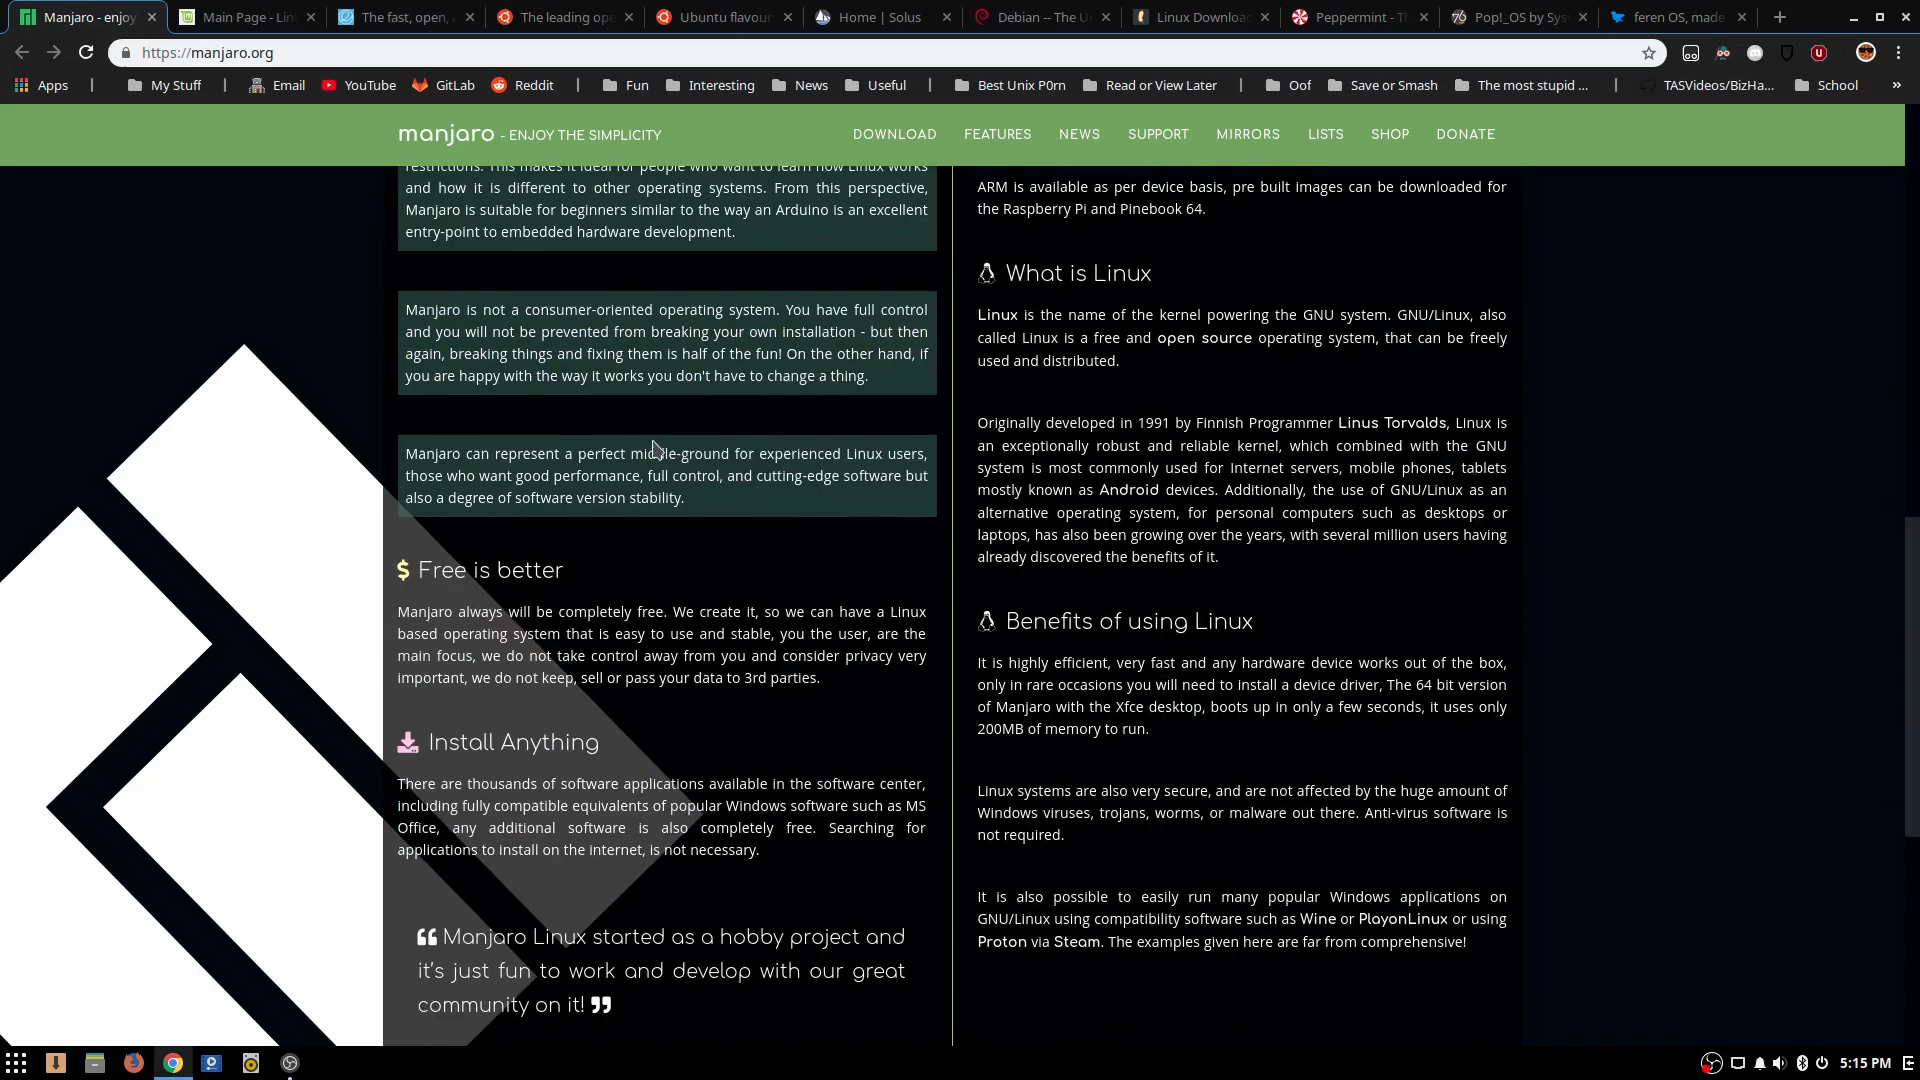 Manjaro - enjoy
Main Page - Lin
The fast, open, a
The leading ope
Ubuntu flavour
Home | Solus
Debian -- The U
Linux Downloa
Peppermint - Th
Pop!_OS by Sys
feren OS, made
https://manjaro.org
Apps
My Stuff
Email
YouTube
GitLab
Reddit
Fun
Interesting
News
Useful
Best Unix P0rn
Read or View Later
Oof
Save or Smash
The most stupid ...
TASVideos/BizHa...
School
manjaro - ENJOY THE SIMPLICITY
DOWNLOAD
FEATURES
NEWS
SUPPORT
MIRRORS
LISTS
SHOP
DONATE
restrictions. This makes it ideal for people who want to learn how Linux works
and how it is different to other operating systems. From this perspective,
Manjaro is suitable for beginners similar to the way an Arduino is an excellent
entry-point to embedded hardware development.
Manjaro is not a consumer-oriented operating system. You have full control
and you will not be prevented from breaking your own installation - but then
again, breaking things and fixing them is half of the fun! On the other hand, if
you are happy with the way it works you don't have to change a thing.
Manjaro can represent a perfect middle-ground for experienced Linux users,
those who want good performance, full control, and cutting-edge software but
also a degree of software version stability.
$ Free is better
Manjaro always will be completely free. We create it, so we can have a Linux
based operating system that is easy to use and stable, you the user, are the
main focus, we do not take control away from you and consider privacy very
important, we do not keep, sell or pass your data to 3rd parties.
Install Anything
There are thousands of software applications available in the software center,
including fully compatible equivalents of popular Windows software such as MS
Office, any additional software is also completely free. Searching for
applications to install on the internet, is not necessary.
“ Manjaro Linux started as a hobby project and
it’s just fun to work and develop with our great
community on it! ”
ARM is available as per device basis, pre built images can be downloaded for
the Raspberry Pi and Pinebook 64.
What is Linux
Linux is the name of the kernel powering the GNU system. GNU/Linux, also
called Linux is a free and open source operating system, that can be freely
used and distributed.
Originally developed in 1991 by Finnish Programmer Linus Torvalds, Linux is
an exceptionally robust and reliable kernel, which combined with the GNU
system is most commonly used for Internet servers, mobile phones, tablets
mostly known as Android devices. Additionally, the use of GNU/Linux as an
alternative operating system, for personal computers such as desktops or
laptops, has also been growing over the years, with several million users having
already discovered the benefits of it.
Benefits of using Linux
It is highly efficient, very fast and any hardware device works out of the box,
only in rare occasions you will need to install a device driver, The 64 bit version
of Manjaro with the Xfce desktop, boots up in only a few seconds, it uses only
200MB of memory to run.
Linux systems are also very secure, and are not affected by the huge amount of
Windows viruses, trojans, worms, or malware out there. Anti-virus software is
not required.
It is also possible to easily run many popular Windows applications on
GNU/Linux using compatibility software such as Wine or PlayonLinux or using
Proton via Steam. The examples given here are far from comprehensive!
5:15 PM